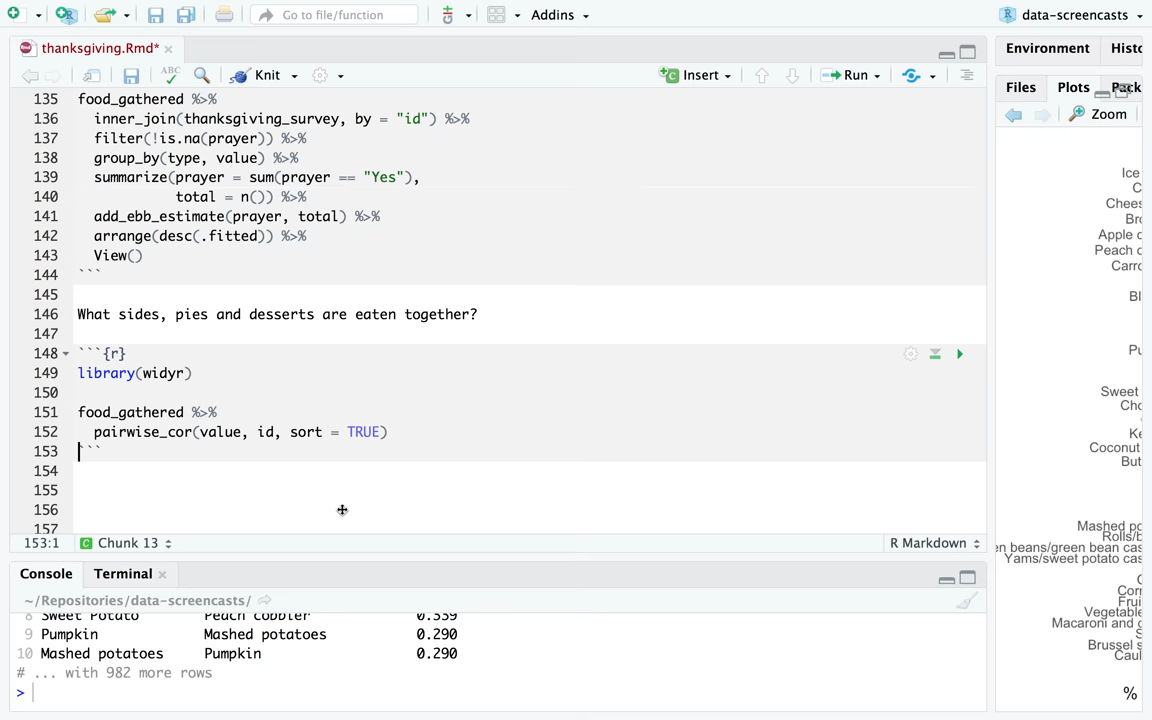 Go to file/function
Addins
data-screencasts
thanksgiving.Rmd*
Environment
Histo
ABC
Knit
Insert
Run
Files
Plots
Pack
Zoom
135 food_gathered %>%
136 inner_join(thanksgiving_survey, by = "id") %>%
137 filter(!is.na(prayer)) %>%
138 group_by(type, value) %>%
139 summarize(prayer = sum(prayer == "Yes"),
140 total = n()) %>%
141 add_ebb_estimate(prayer, total) %>%
142 arrange(desc(.fitted)) %>%
143 View()
144 ```
145
146 What sides, pies and desserts are eaten together?
147
148 ```{r}
149 library(widyr)
150
151 food_gathered %>%
152 pairwise_cor(value, id, sort = TRUE)
153 ```
154
155
156
157
153:1 Chunk 13
R Markdown
Console
Terminal
~/Repositories/data-screencasts/
8 Sweet Potato Peach cobbler 0.339
9 Pumpkin Mashed potatoes 0.290
10 Mashed potatoes Pumpkin 0.290
# ... with 982 more rows
>
Ice
C
Chees
Bro
Apple c
Peach c
Carro
Bl
Pu
Sweet
Cho
Ke
Coconut
But
Mashed po
Rolls/b
en beans/green bean cas
Yams/sweet potato cas
C
Corn
Frui
Vegetable
Macaroni and c
S
Brussel s
Caul
%